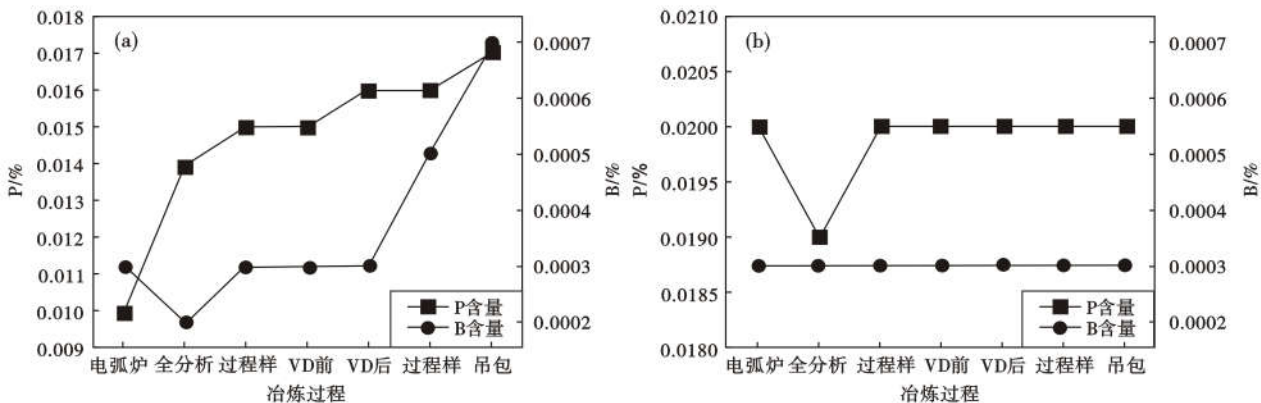 (a)
P/%
0.018
0.017
0.016
0.015
0.014
0.013
0.012
0.011
0.010
0.009
B/%
0.0007
0.0006
0.0005
0.0004
0.0003
0.0002
P含量
B含量
电弧炉 全分析 过程样 VD前 VD后 过程样 吊包
冶炼过程
(b)
P/%
0.0210
0.0205
0.0200
0.0195
0.0190
0.0185
0.0180
B/%
0.0007
0.0006
0.0005
0.0004
0.0003
0.0002
P含量
B含量
电弧炉 全分析 过程样 VD前 VD后 过程样 吊包
冶炼过程